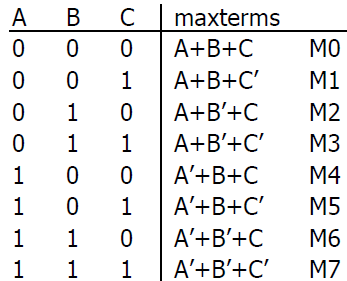 A B C maxterms
0 0 0 A+B+C M0
0 0 1 A+B+C′ M1
0 1 0 A+B′+C M2
0 1 1 A+B′+C′ M3
1 0 0 A′+B+C M4
1 0 1 A′+B+C′ M5
1 1 0 A′+B′+C M6
1 1 1 A′+B′+C′ M7